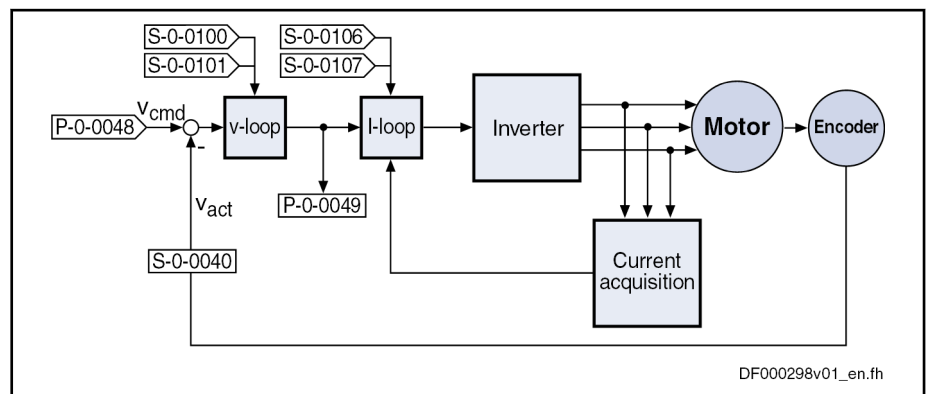 S-0-0100
S-0-0106
S-0-0101
S-0-0107
vcmd
P-0-0048
-
v-loop
I-loop
Inverter
Motor
Encoder
P-0-0049
vact
S-0-0040
Current
acquisition
DF000298v01_en.fh